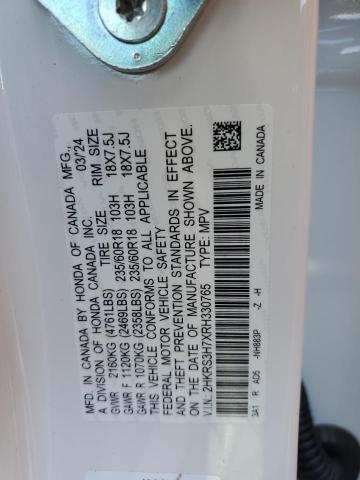 MFD. IN CANADA BY HONDA OF CANADA MFG.,
A DIVISION OF HONDA CANADA INC. 03/'24
TIRE SIZE RIM SIZE
GVWR 2160KG (4761LBS)
GAWR F 1120KG (2469LBS) 235/60R18 103H 18X7.5J
GAWR R 1070KG (2358LBS) 235/60R18 103H 18X7.5J
THIS VEHICLE CONFORMS TO ALL APPLICABLE
FEDERAL MOTOR VEHICLE SAFETY
AND THEFT PREVENTION STANDARDS IN EFFECT
ON THE DATE OF MANUFACTURE SHOWN ABOVE.
V.I.N.: 2HKRS3H7XRH330765 TYPE: MPV
3A1 R AD5 -NH883P -Z -H MADE IN CANADA